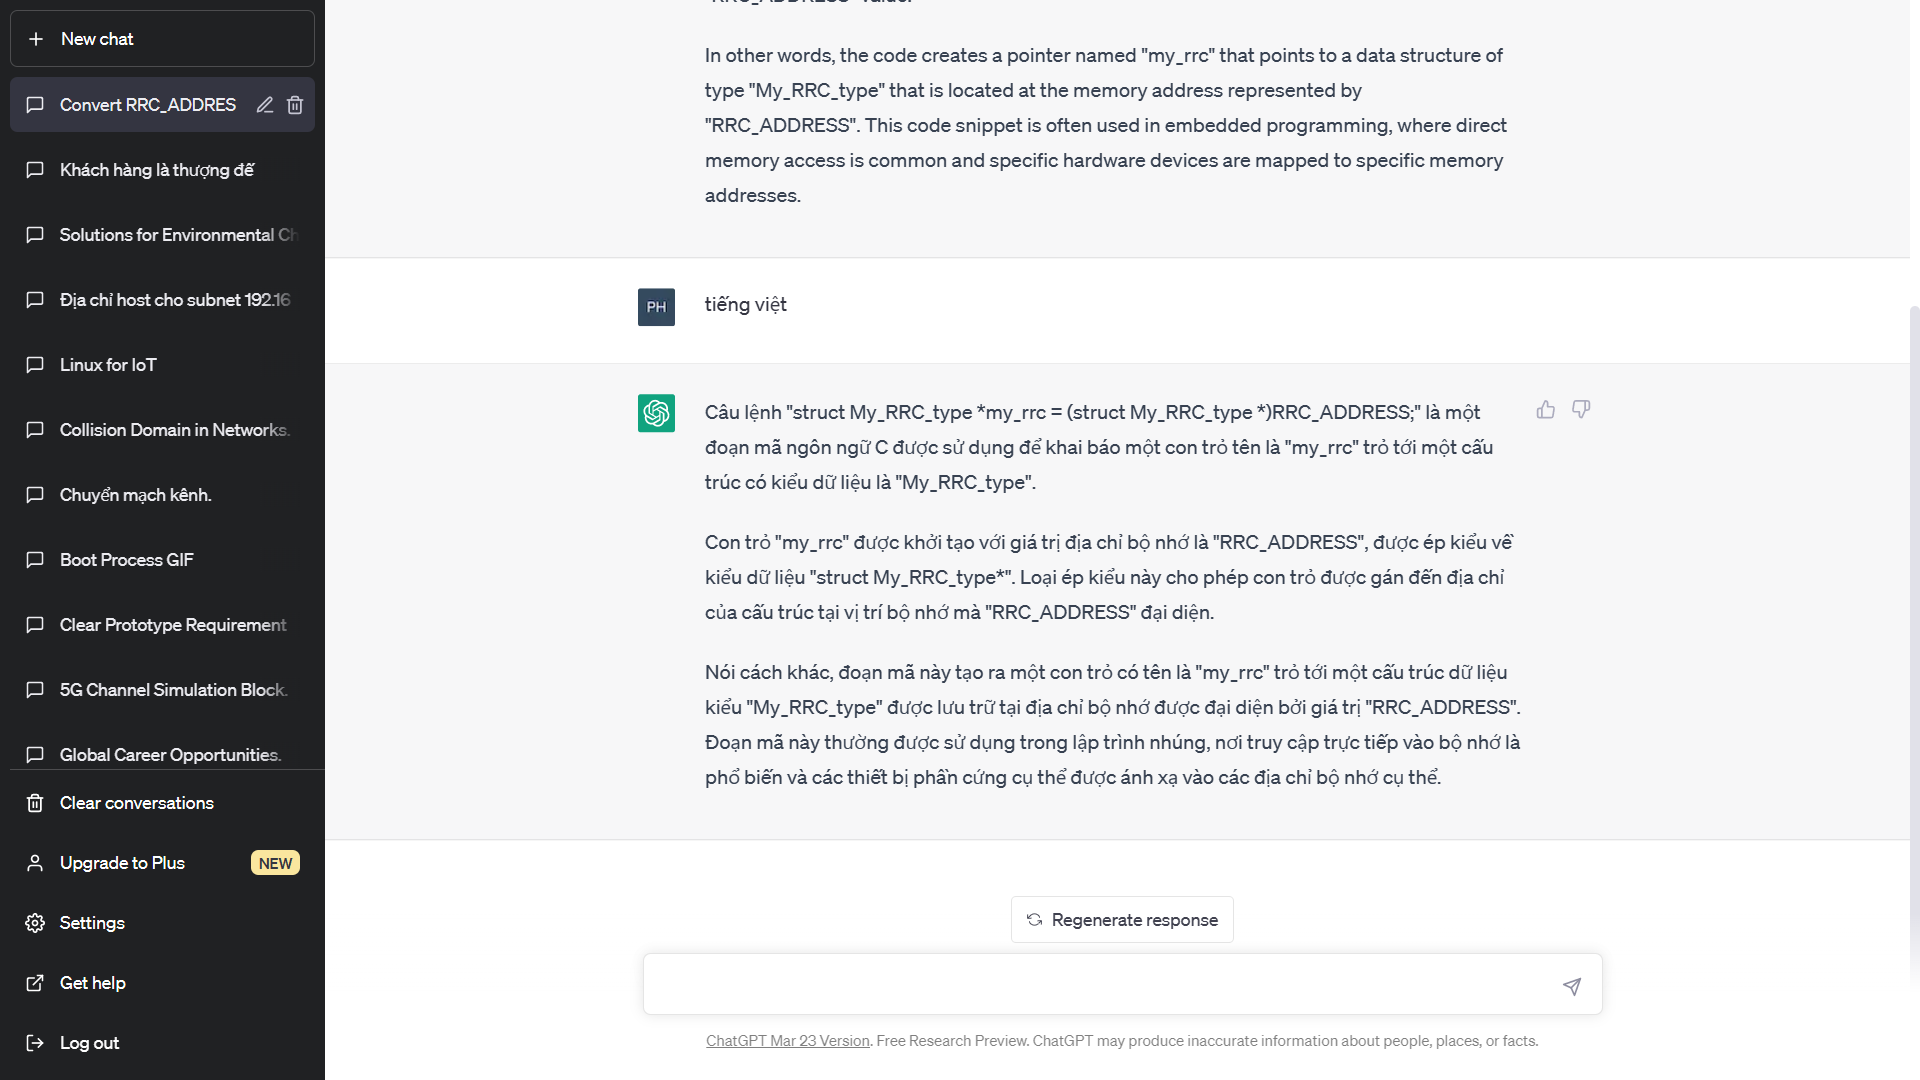 New chat
Convert RRC_ADDRES
Khách hàng là thượng đế
Solutions for Environmental Ch
Địa chỉ host cho subnet 192.16
Linux for IoT
Collision Domain in Networks.
Chuyển mạch kênh.
Boot Process GIF
Clear Prototype Requirement
5G Channel Simulation Block.
Global Career Opportunities.
Clear conversations
Upgrade to Plus NEW
Settings
Get help
Log out
"RRC_ADDRESS" value.
In other words, the code creates a pointer named "my_rrc" that points to a data structure of
type "My_RRC_type" that is located at the memory address represented by
"RRC_ADDRESS". This code snippet is often used in embedded programming, where direct
memory access is common and specific hardware devices are mapped to specific memory
addresses.
PH
tiếng việt
Câu lệnh "struct My_RRC_type *my_rrc = (struct My_RRC_type *)RRC_ADDRESS;" là một
đoạn mã ngôn ngữ C được sử dụng để khai báo một con trỏ tên là "my_rrc" trỏ tới một cấu
trúc có kiểu dữ liệu là "My_RRC_type".
Con trỏ "my_rrc" được khởi tạo với giá trị địa chỉ bộ nhớ là "RRC_ADDRESS", được ép kiểu về
kiểu dữ liệu "struct My_RRC_type*". Loại ép kiểu này cho phép con trỏ được gán đến địa chỉ
của cấu trúc tại vị trí bộ nhớ mà "RRC_ADDRESS" đại diện.
Nói cách khác, đoạn mã này tạo ra một con trỏ có tên là "my_rrc" trỏ tới một cấu trúc dữ liệu
kiểu "My_RRC_type" được lưu trữ tại địa chỉ bộ nhớ được đại diện bởi giá trị "RRC_ADDRESS".
Đoạn mã này thường được sử dụng trong lập trình nhúng, nơi truy cập trực tiếp vào bộ nhớ là
phổ biến và các thiết bị phần cứng cụ thể được ánh xạ vào các địa chỉ bộ nhớ cụ thể.
Regenerate response
ChatGPT Mar 23 Version. Free Research Preview. ChatGPT may produce inaccurate information about people, places, or facts.